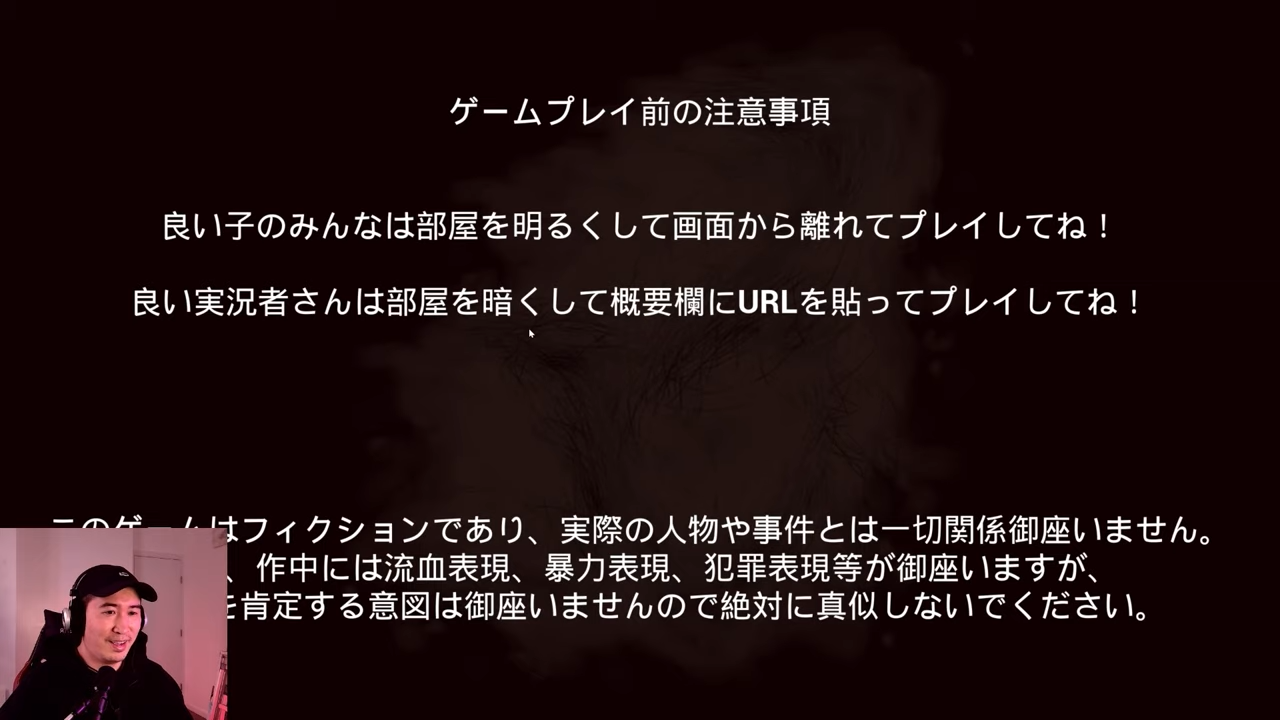 ゲームプレイ前の注意事項
良い子のみんなは部屋を明るくして画面から離れてプレイしてね！
良い実況者さんは部屋を暗くして概要欄にURLを貼ってプレイしてね！
このゲームはフィクションであり、実際の人物や事件とは一切関係御座いません。
、作中には流血表現、暴力表現、犯罪表現等が御座いますが、
を肯定する意図は御座いませんので絶対に真似しないでください。